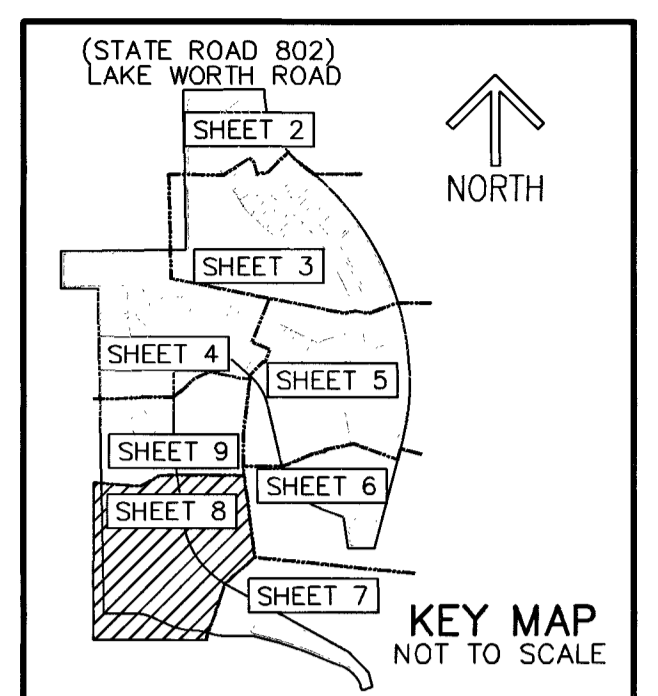 (STATE ROAD 802)
LAKE WORTH ROAD
SHEET 2
NORTH
SHEET 3
SHEET 4
SHEET 5
SHEET 9
SHEET 6
SHEET 8
SHEET 7
KEY MAP
NOT TO SCALE